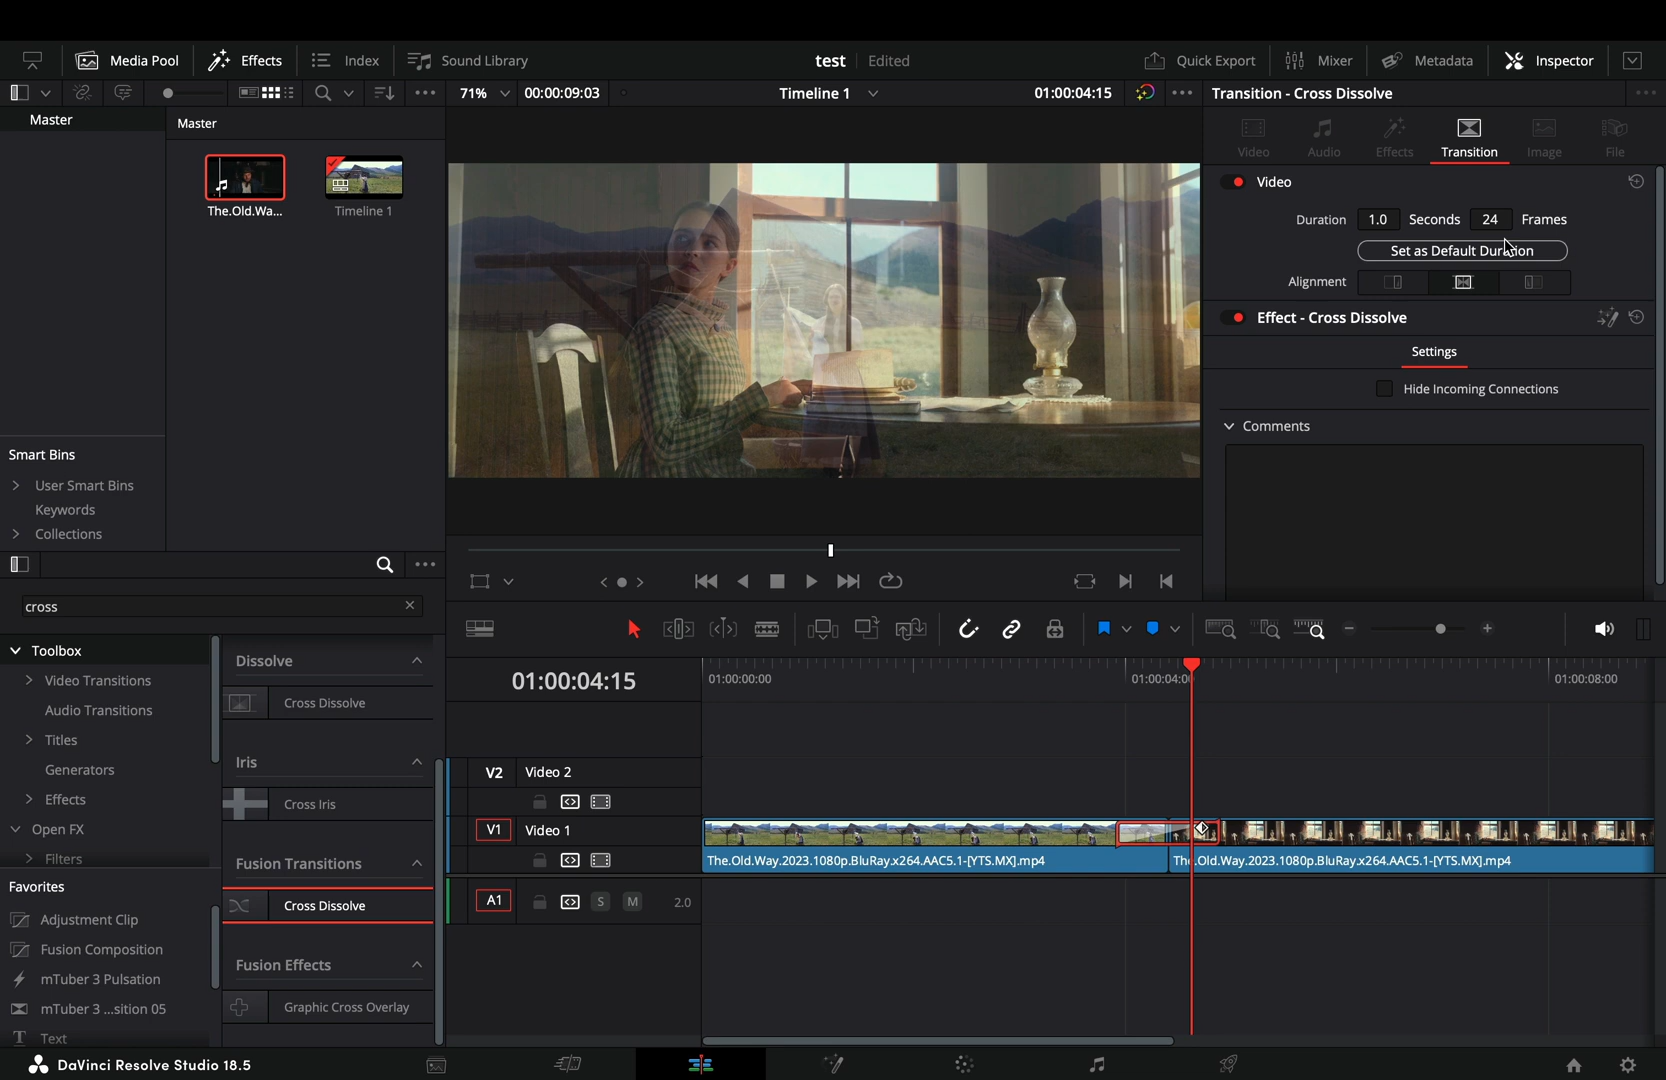 Media Pool
Effects
Index
Sound Library
test
Edited
Quick Export
Mixer
Metadata
Inspector
71%
00:00:09:03
Timeline 1
01:00:04:15
Transition - Cross Dissolve
Master
Master
The.Old.Wa...
Timeline 1
Video
Audio
Effects
Transition
Image
File
Video
Duration 1.0 Seconds 24 Frames
Set as Default Duration
Alignment
Effect - Cross Dissolve
Settings
Hide Incoming Connections
Comments
Smart Bins
User Smart Bins
Keywords
Collections
cross
Toolbox
Video Transitions
Audio Transitions
Titles
Generators
Effects
Open FX
Filters
Favorites
Adjustment Clip
Fusion Composition
mTuber 3 Pulsation
mTuber 3 ...sition 05
Text
Dissolve
Cross Dissolve
Iris
Cross Iris
Fusion Transitions
Cross Dissolve
Fusion Effects
Graphic Cross Overlay
01:00:04:15
01:00:00:00
01:00:04:00
01:00:08:00
V2 Video 2
V1 Video 1
The.Old.Way.2023.1080p.BluRay.x264.AAC5.1-[YTS.MX].mp4
The.Old.Way.2023.1080p.BluRay.x264.AAC5.1-[YTS.MX].mp4
A1
S
M
2.0
DaVinci Resolve Studio 18.5